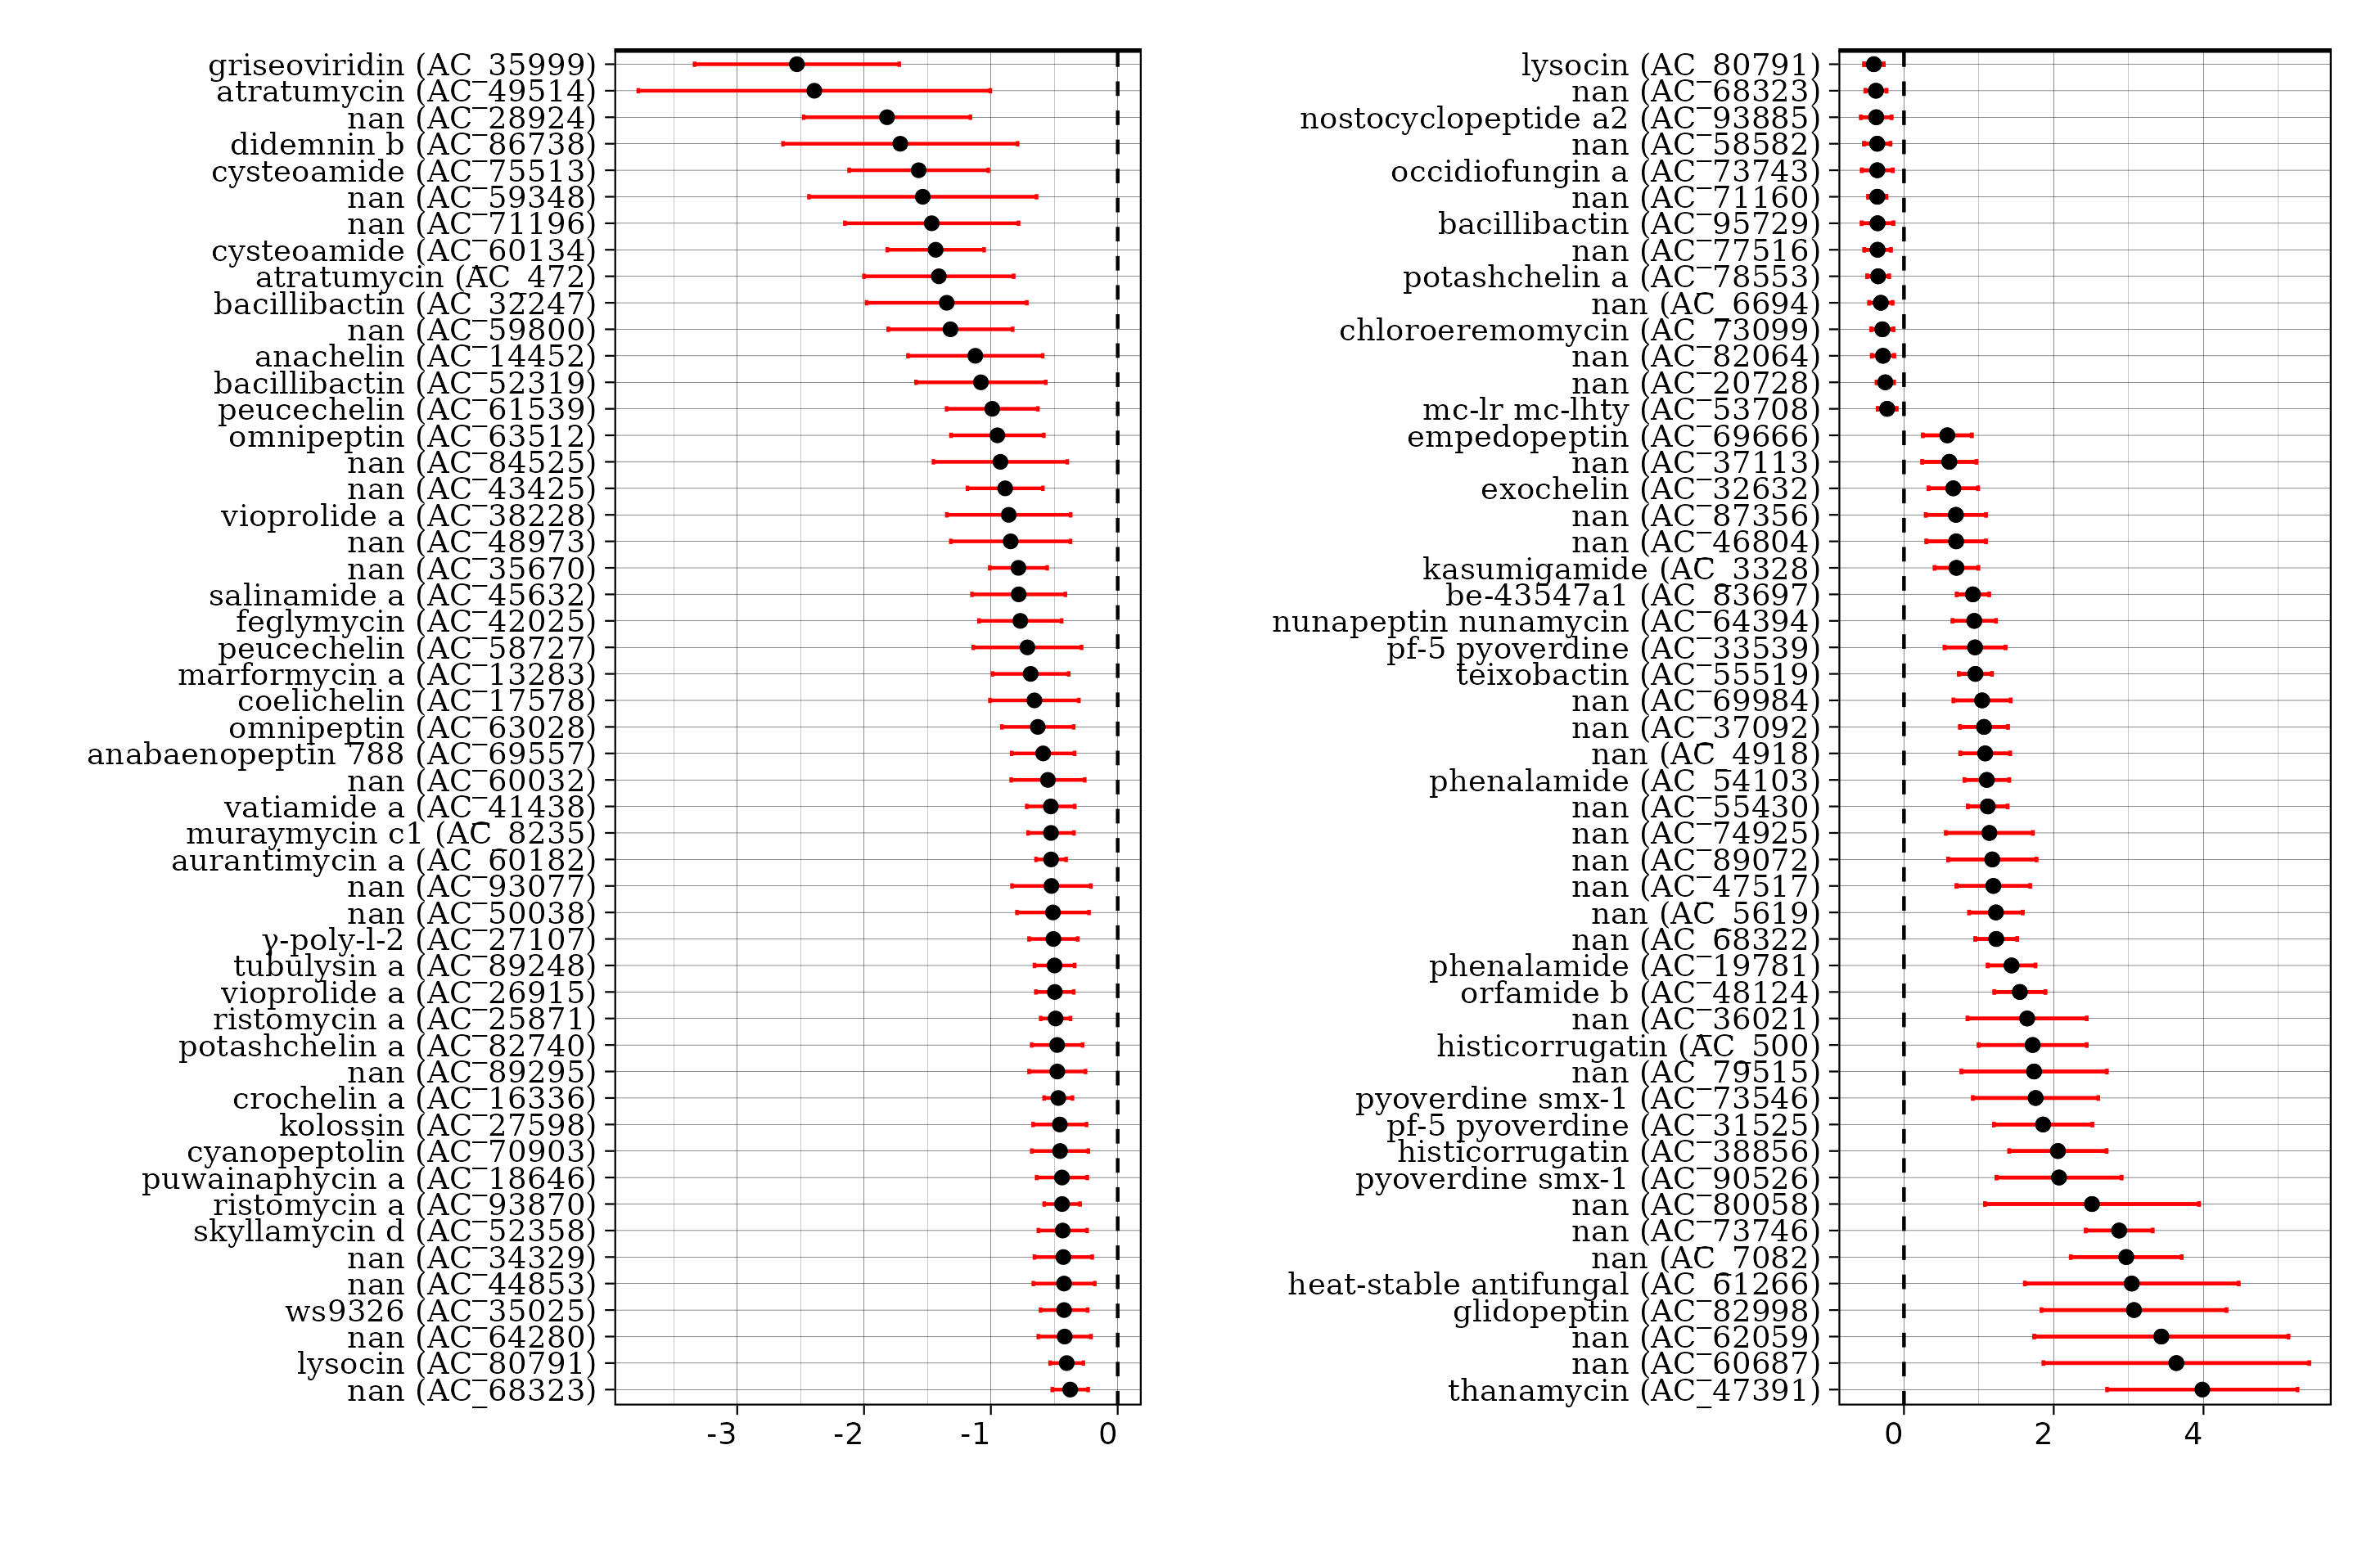 griseoviridin (AC_35999)
atratumycin (AC_49514)
nan (AC_28924)
didemnin b (AC_86738)
cysteoamide (AC_75513)
nan (AC_59348)
nan (AC_71196)
cysteoamide (AC_60134)
atratumycin (AC_472)
bacillibactin (AC_32247)
nan (AC_59800)
anachelin (AC_14452)
bacillibactin (AC_52319)
peucechelin (AC_61539)
omnipeptin (AC_63512)
nan (AC_84525)
nan (AC_43425)
vioprolide a (AC_38228)
nan (AC_48973)
nan (AC_35670)
salinamide a (AC_45632)
feglymycin (AC_42025)
peucechelin (AC_58727)
marformycin a (AC_13283)
coelichelin (AC_17578)
omnipeptin (AC_63028)
anabaenopeptin 788 (AC_69557)
nan (AC_60032)
vatiamide a (AC_41438)
muraymycin c1 (AC_8235)
aurantimycin a (AC_60182)
nan (AC_93077)
nan (AC_50038)
γ-poly-l-2 (AC_27107)
tubulysin a (AC_89248)
vioprolide a (AC_26915)
ristomycin a (AC_25871)
potashchelin a (AC_82740)
nan (AC_89295)
crochelin a (AC_16336)
kolossin (AC_27598)
cyanopeptolin (AC_70903)
puwainaphycin a (AC_18646)
ristomycin a (AC_93870)
skyllamycin d (AC_52358)
nan (AC_34329)
nan (AC_44853)
ws9326 (AC_35025)
nan (AC_64280)
lysocin (AC_80791)
nan (AC_68323)
-3 -2 -1 0
lysocin (AC_80791)
nan (AC_68323)
nostocyclopeptide a2 (AC_93885)
nan (AC_58582)
occidiofungin a (AC_73743)
nan (AC_71160)
bacillibactin (AC_95729)
nan (AC_77516)
potashchelin a (AC_78553)
nan (AC_6694)
chloroeremomycin (AC_73099)
nan (AC_82064)
nan (AC_20728)
mc-lr mc-lhty (AC_53708)
empedopeptin (AC_69666)
nan (AC_37113)
exochelin (AC_32632)
nan (AC_87356)
nan (AC_46804)
kasumigamide (AC_3328)
be-43547a1 (AC_83697)
nunapeptin nunamycin (AC_64394)
pf-5 pyoverdine (AC_33539)
teixobactin (AC_55519)
nan (AC_69984)
nan (AC_37092)
nan (AC_4918)
phenalamide (AC_54103)
nan (AC_55430)
nan (AC_74925)
nan (AC_89072)
nan (AC_47517)
nan (AC_5619)
nan (AC_68322)
phenalamide (AC_19781)
orfamide b (AC_48124)
nan (AC_36021)
histicorrugatin (AC_500)
nan (AC_79515)
pyoverdine smx-1 (AC_73546)
pf-5 pyoverdine (AC_31525)
histicorrugatin (AC_38856)
pyoverdine smx-1 (AC_90526)
nan (AC_80058)
nan (AC_73746)
nan (AC_7082)
heat-stable antifungal (AC_61266)
glidopeptin (AC_82998)
nan (AC_62059)
nan (AC_60687)
thanamycin (AC_47391)
0 2 4